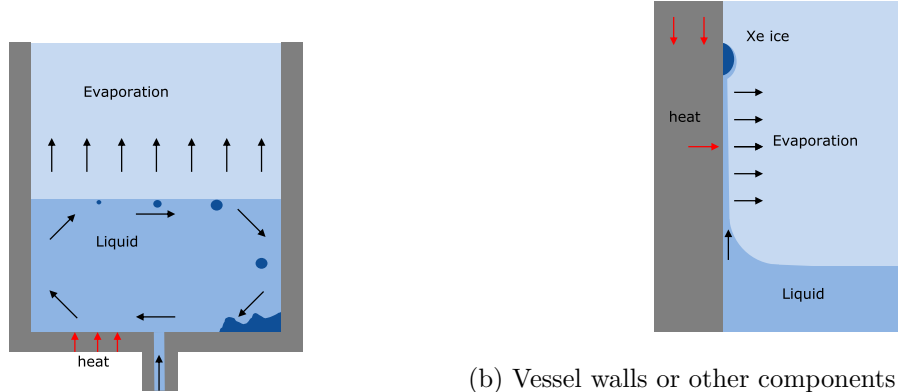 Evaporation
Liquid
heat
Xe ice
heat
Evaporation
Liquid
(b) Vessel walls or other components